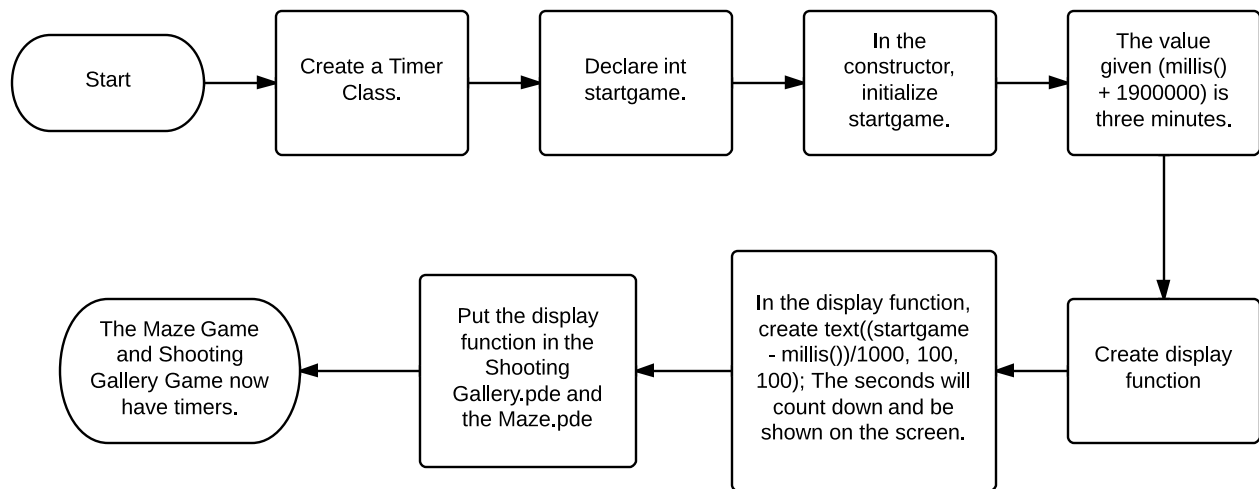 Start
Create a Timer
Class.
Declare int
startgame.
In the
constructor,
initialize
startgame.
The value
given (millis()
+ 1900000) is
three minutes.
Create display
function
In the display function,
create text((startgame
- millis())/1000, 100,
100); The seconds will
count down and be
shown on the screen.
Put the display
function in the
Shooting
Gallery.pde and
the Maze.pde
The Maze Game
and Shooting
Gallery Game now
have timers.